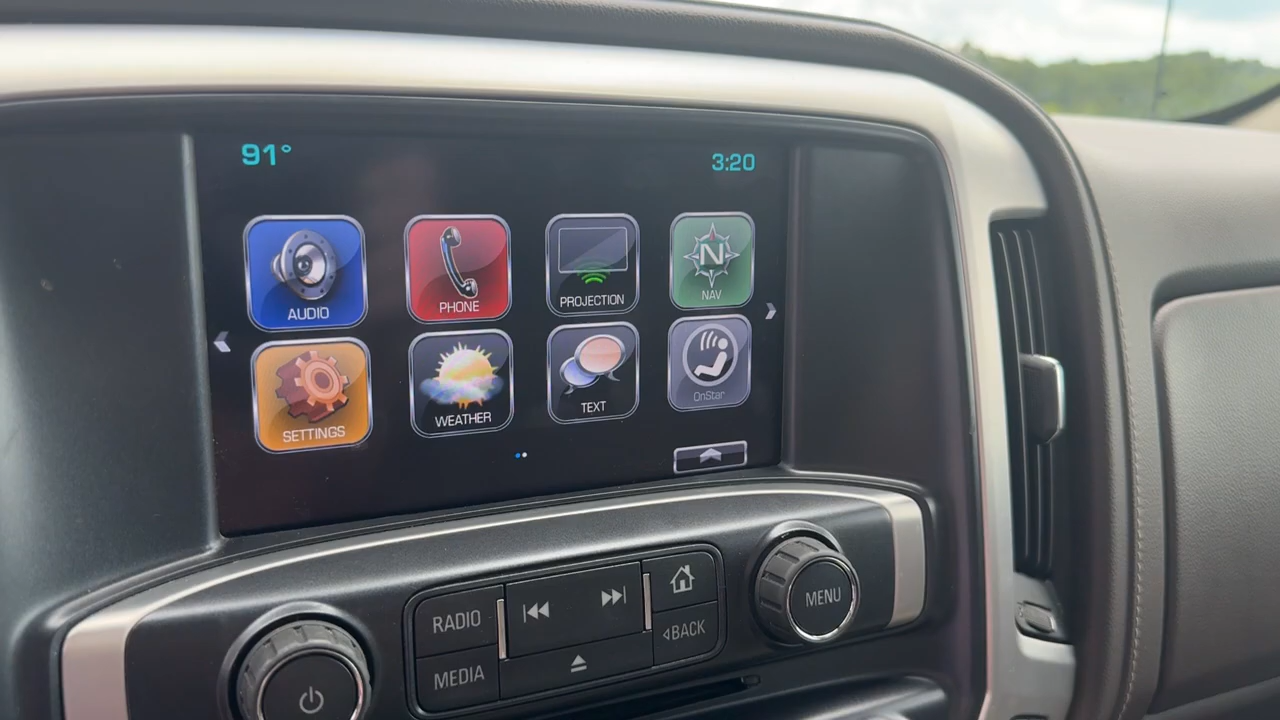 91°
3:20
AUDIO
PHONE
PROJECTION
N
NAV
SETTINGS
WEATHER
TEXT
OnStar
RADIO
MEDIA
BACK
MENU